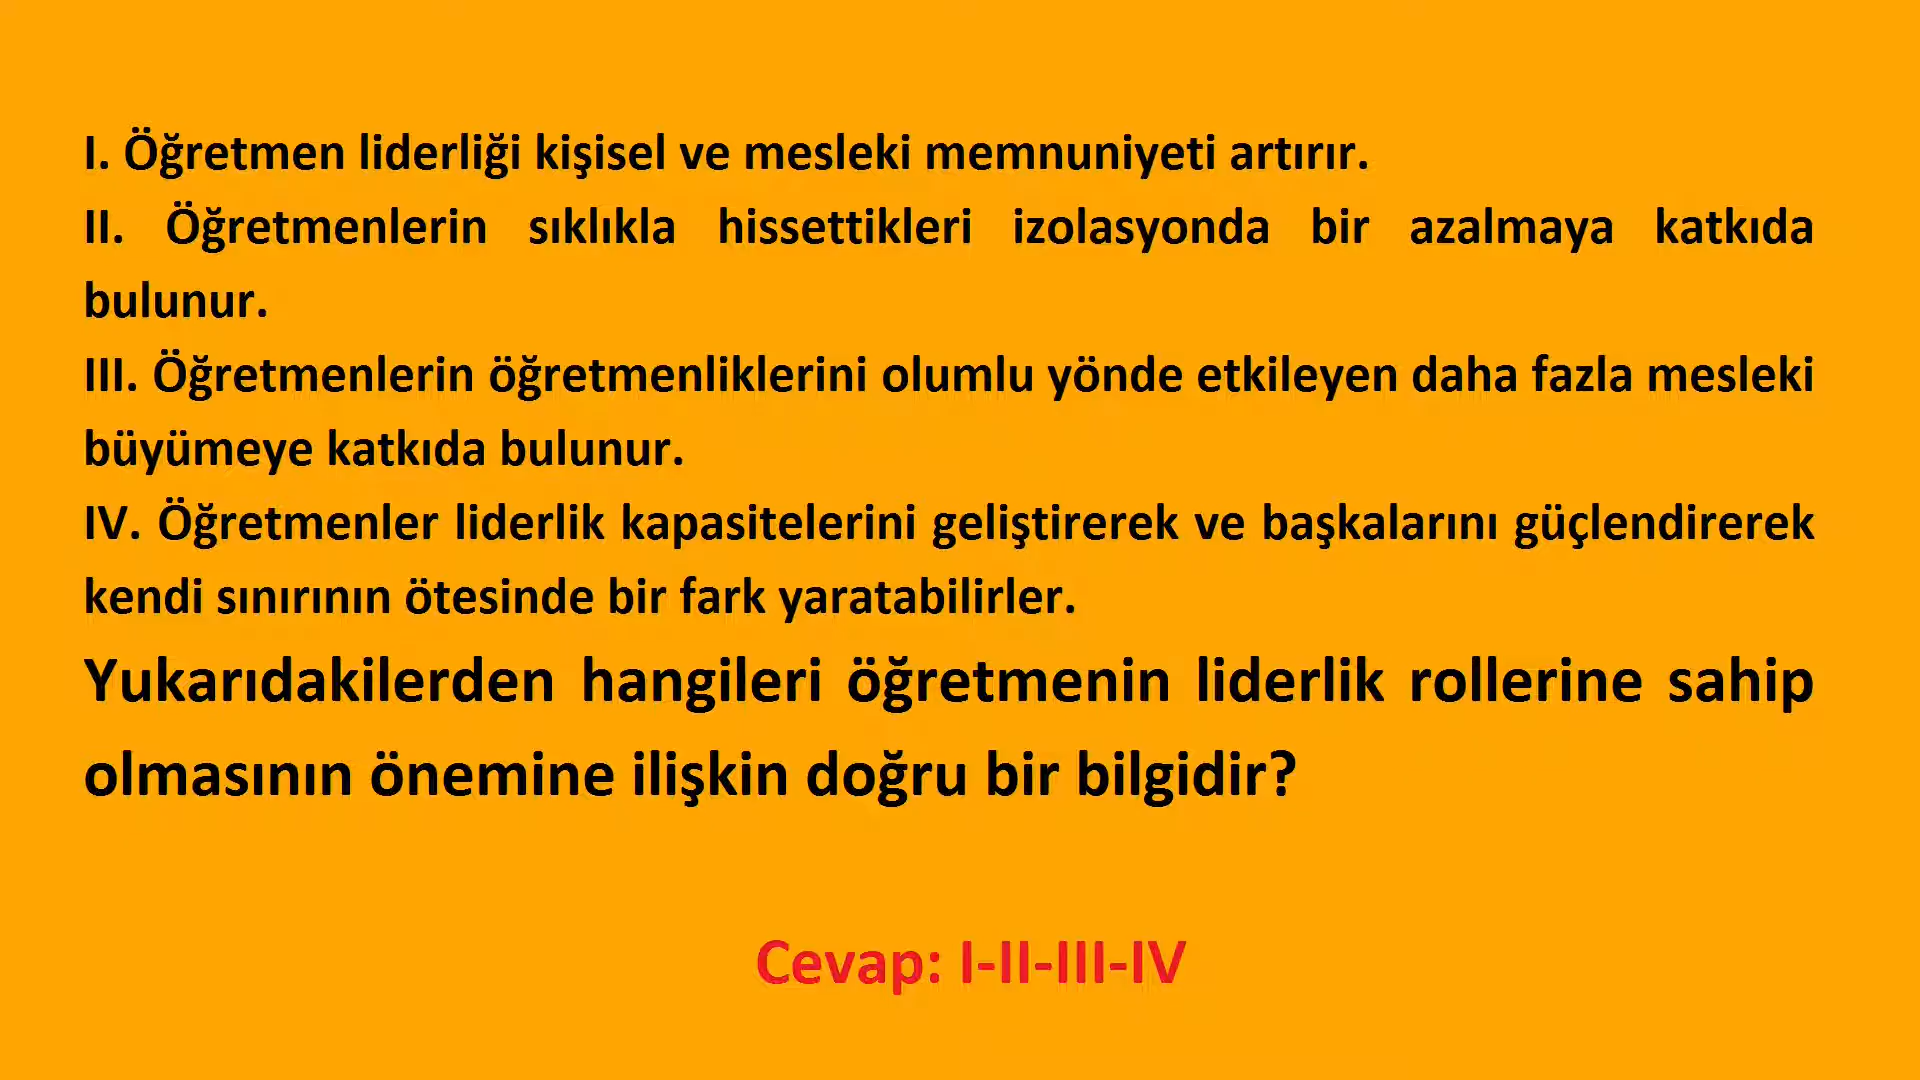 I. Öğretmen liderliği kişisel ve mesleki memnuniyeti artırır.
II. Öğretmenlerin sıklıkla hissettikleri izolasyonda bir azalmaya katkıda
bulunur.
III. Öğretmenlerin öğretmenliklerini olumlu yönde etkileyen daha fazla mesleki
büyümeye katkıda bulunur.
IV. Öğretmenler liderlik kapasitelerini geliştirerek ve başkalarını güçlendirerek
kendi sınırının ötesinde bir fark yaratabilirler.
Yukarıdakilerden hangileri öğretmenin liderlik rollerine sahip
olmasının önemine ilişkin doğru bir bilgidir?
Cevap: I-II-III-IV